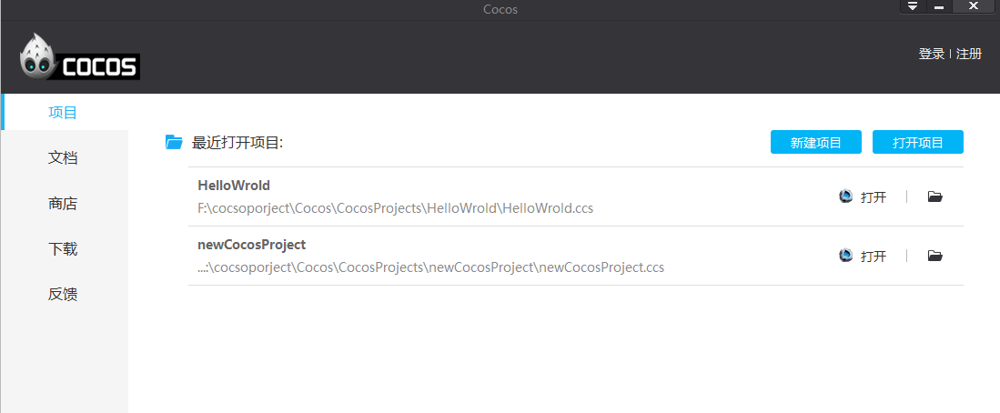 Cocos
COCOS
登录 | 注册
项目
文档
商店
下载
反馈
最近打开项目:
新建项目
打开项目
HelloWrold
F:\cocsoporject\Cocos\CocosProjects\HelloWrold\HelloWrold.ccs
打开
newCocosProject
...:\cocsoporject\Cocos\CocosProjects\newCocosProject\newCocosProject.ccs
打开